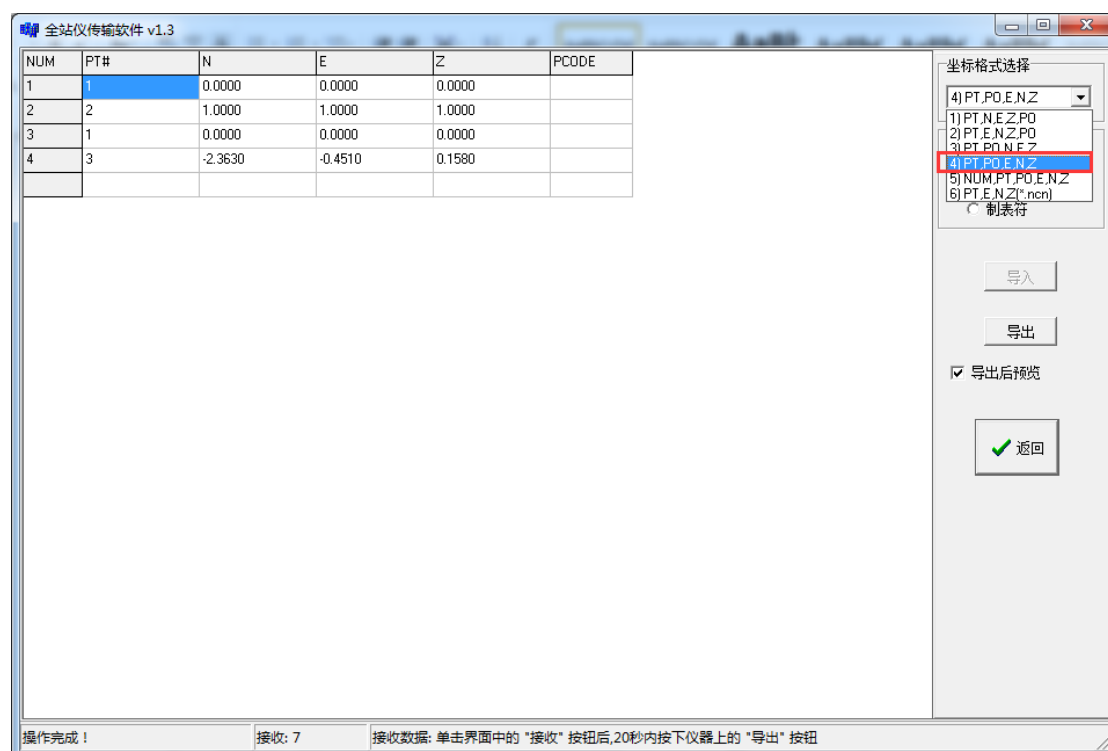 全站仪传输软件 v1.3
NUM PT# N E Z PCODE
1 1 0.0000 0.0000 0.0000
2 2 1.0000 1.0000 1.0000
3 1 0.0000 0.0000 0.0000
4 3 -2.3630 -0.4510 0.1580
坐标格式选择
4) PT,PO,E,N,Z
1) PT,N,E,Z,PO
2) PT,E,N,Z,PO
3) PT,PO,N,E,Z
4) PT,PO,E,N,Z
5) NUM,PT,PO,E,N,Z
6) PT,E,N,Z(*.ncn)
制表符
导入
导出
导出后预览
返回
操作完成！ 接收: 7 接收数据: 单击界面中的 "接收" 按钮后,20秒内按下仪器上的 "导出" 按钮